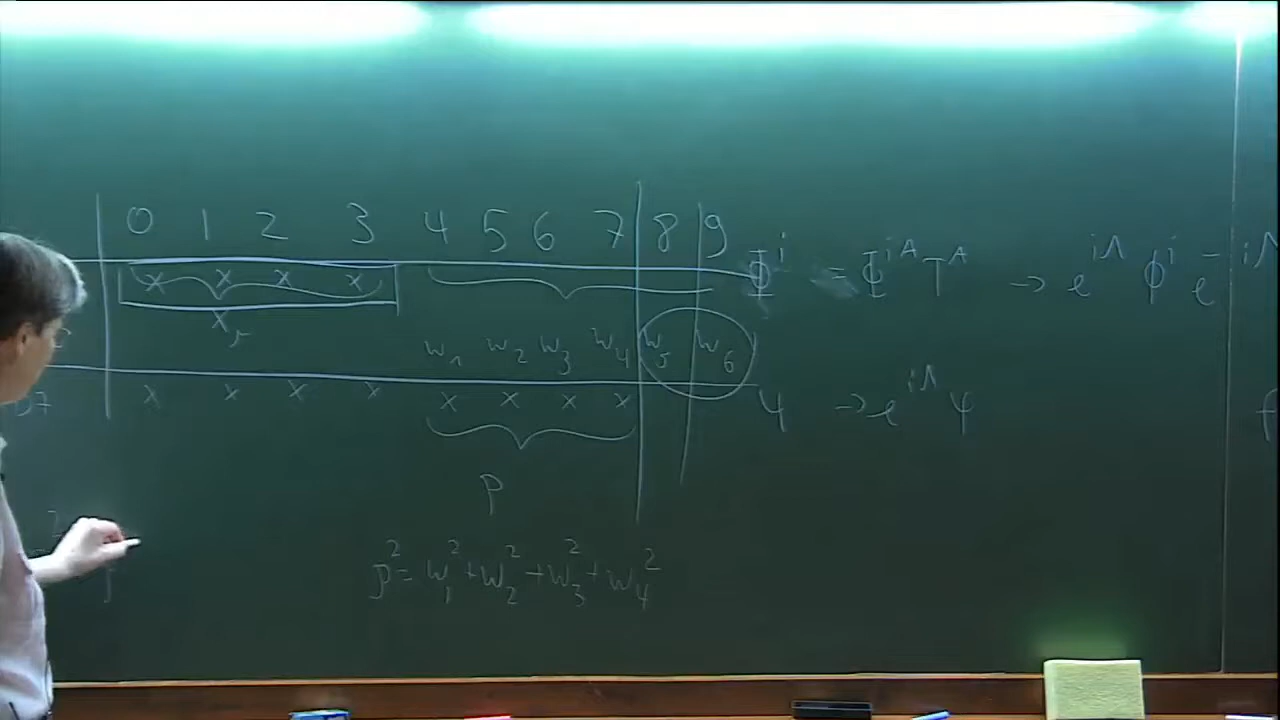 0 1 2 3 4 5 6 7 8 9
x x x x
Φ^i = Φ^{iA} T^A → e^{iΛ} Φ^i e^{-iΛ}
x
w_1 w_2 w_3 w_4 w_5 w_6
D7 x x x x x x x x
ψ → e^{iΛ} ψ
ρ
ρ^2 = w_1^2 + w_2^2 + w_3^2 + w_4^2